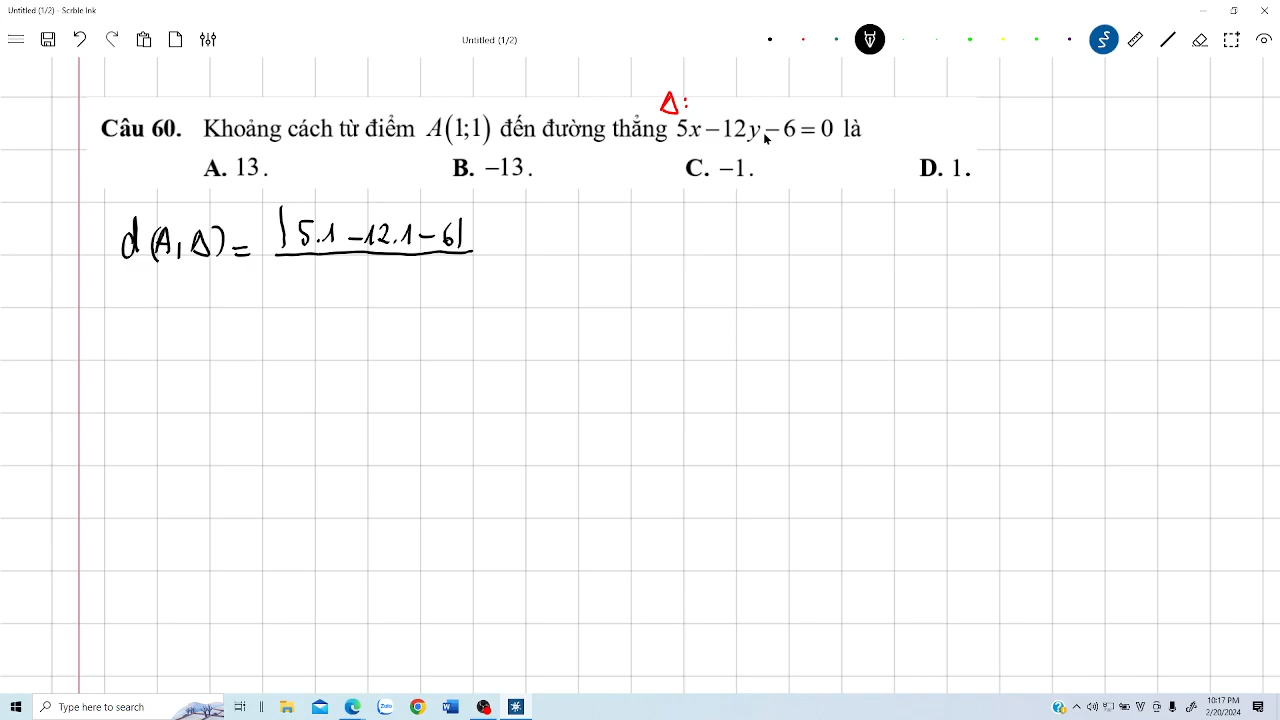 Untitled (1/2) - Scrble Ink
Untitled (1/2)
Δ:
Câu 60. Khoảng cách từ điểm A(1;1) đến đường thẳng 5x−12y−6=0 là
A. 13. B. −13. C. −1. D. 1.
d(A, Δ) = |5.1 −12.1 − 6|
Type here to search
Zalo
10:17 PM
2/20/2024